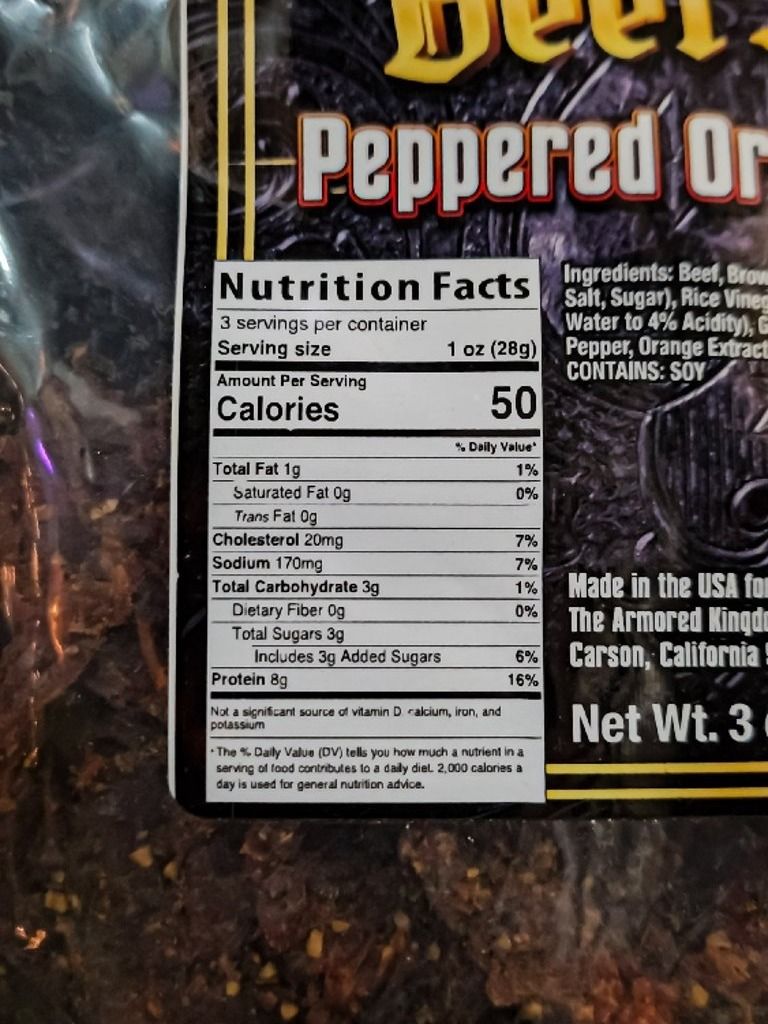 Beef
Peppered Or
Nutrition Facts
3 servings per container
Serving size 1 oz (28g)
Amount Per Serving
Calories 50
% Daily Value*
Total Fat 1g 1%
Saturated Fat 0g 0%
Trans Fat 0g
Cholesterol 20mg 7%
Sodium 170mg 7%
Total Carbohydrate 3g 1%
Dietary Fiber 0g 0%
Total Sugars 3g
Includes 3g Added Sugars 6%
Protein 8g 16%
Not a significant source of vitamin D, calcium, iron, and
potassium
* The % Daily Value (DV) tells you how much a nutrient in a
serving of food contributes to a daily diet. 2,000 calories a
day is used for general nutrition advice.
Ingredients: Beef, Brow
Salt, Sugar), Rice Vineg
Water to 4% Acidity), G
Pepper, Orange Extract
CONTAINS: SOY
Made in the USA fo
The Armored Kingdo
Carson, California
Net Wt. 3